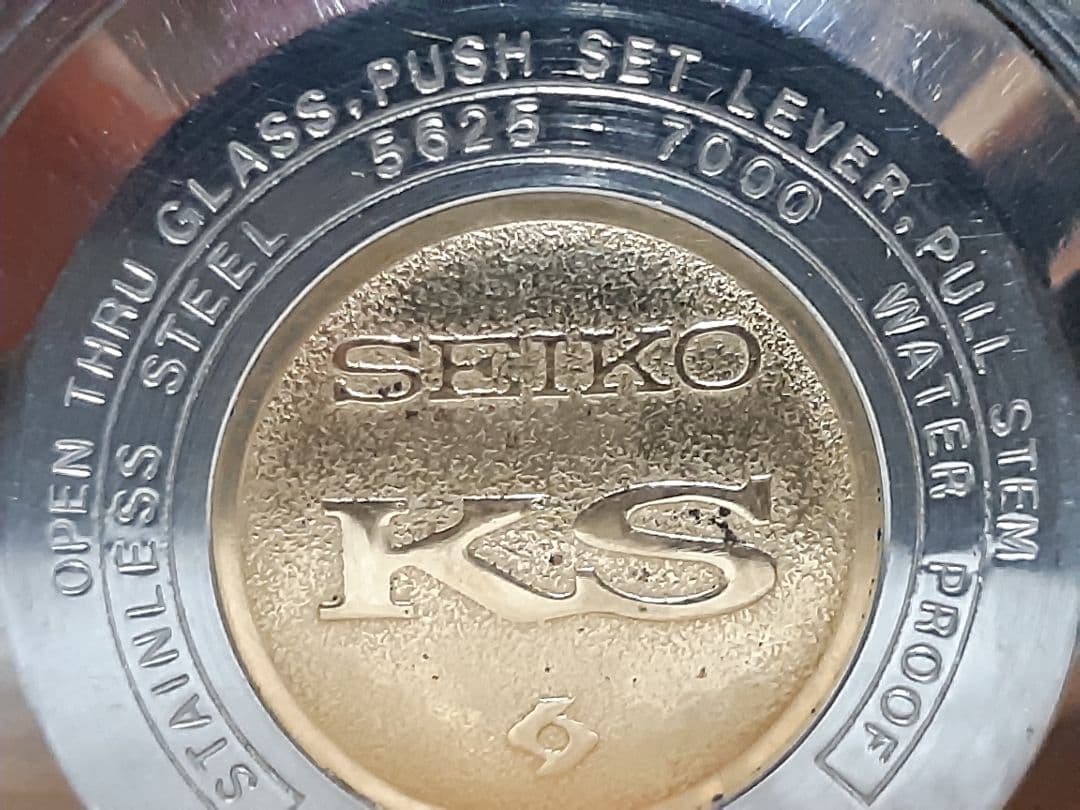 OPEN THRU GLASS, PUSH SET LEVER, PULL STEM
STAINLESS STEEL 5625-7000 WATER PROOF
SEIKO
KS